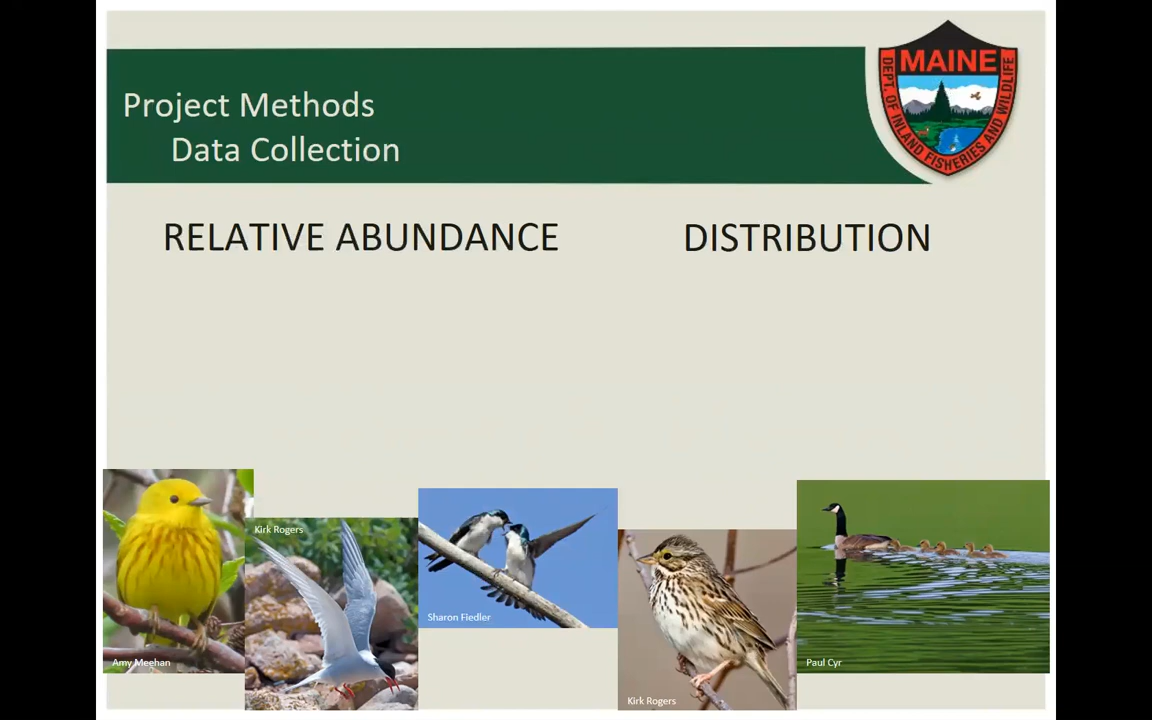 MAINE
DEPT. OF INLAND FISHERIES AND WILDLIFE
Project Methods
Data Collection
RELATIVE ABUNDANCE
DISTRIBUTION
Amy Meehan
Kirk Rogers
Sharon Fiedler
Kirk Rogers
Paul Cyr